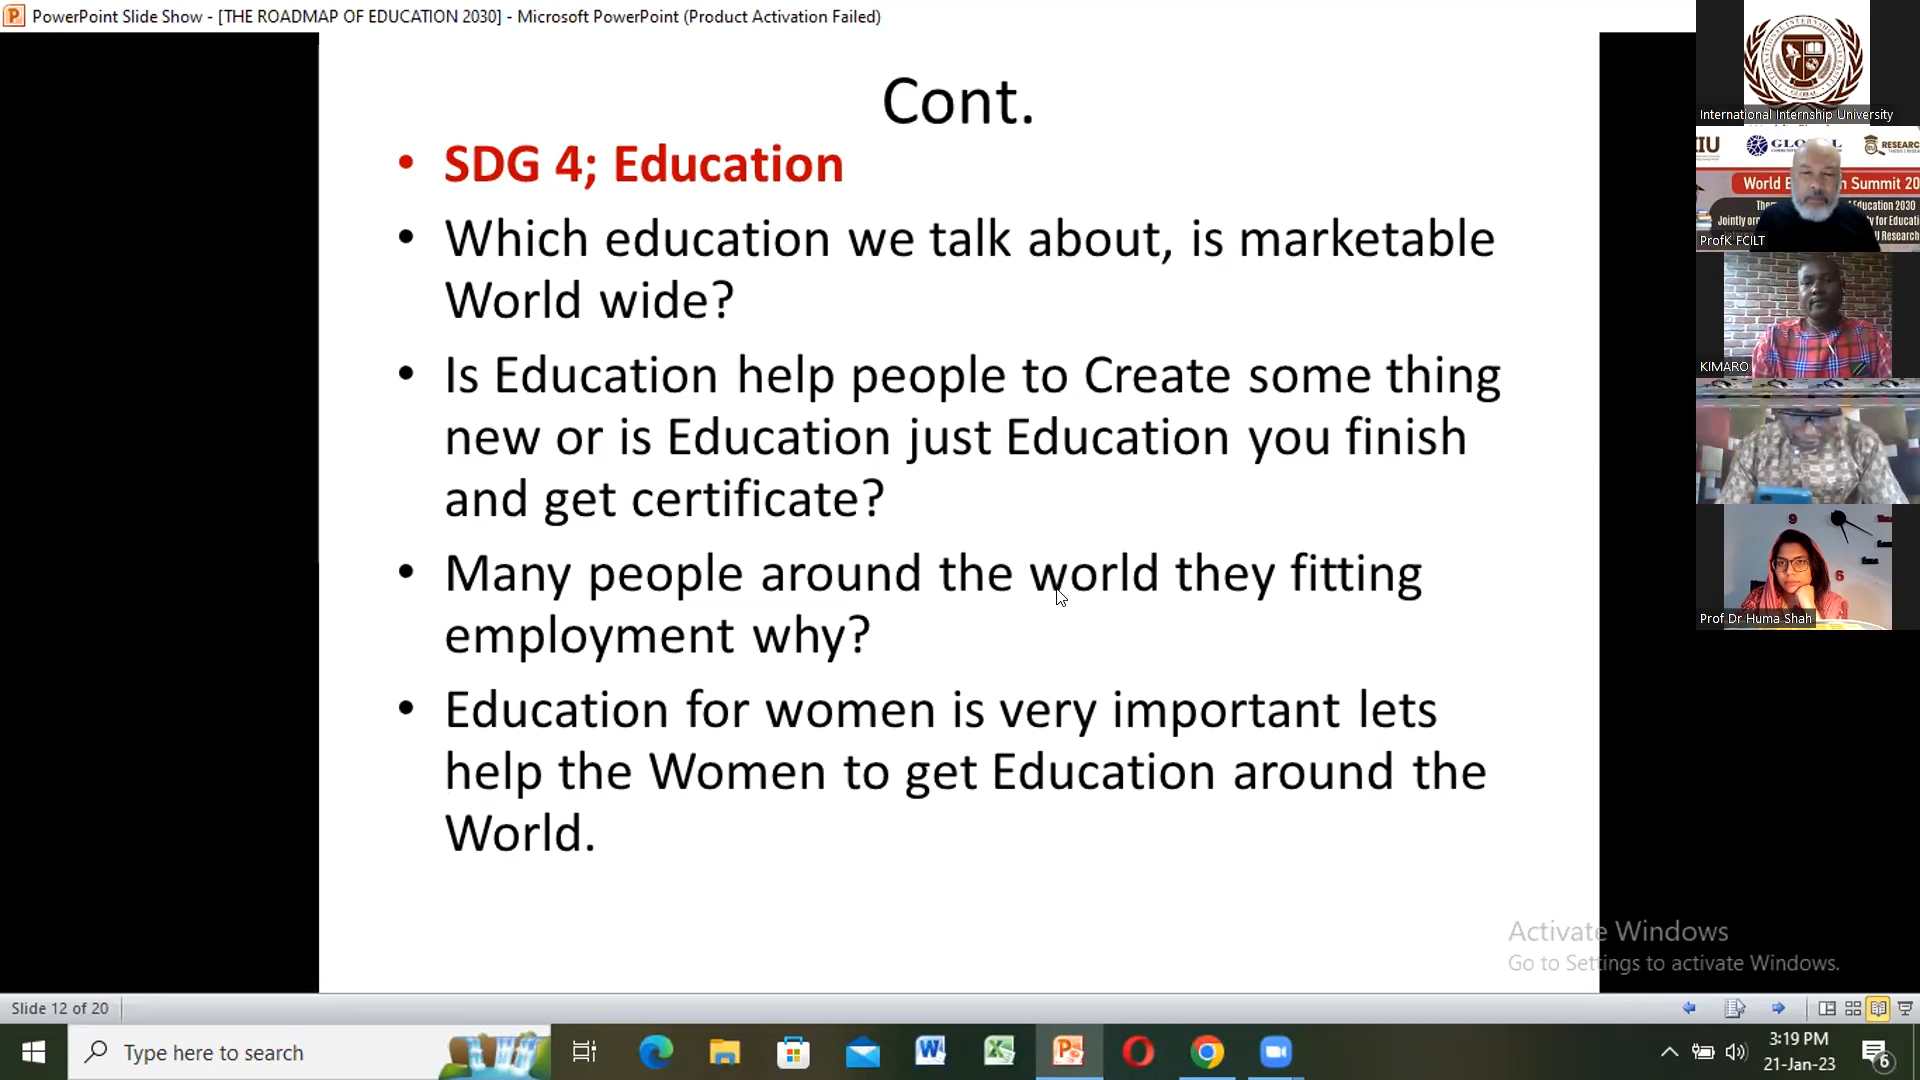 PowerPoint Slide Show - [THE ROADMAP OF EDUCATION 2030] - Microsoft PowerPoint (Product Activation Failed)
Cont.
• SDG 4; Education
• Which education we talk about, is marketable
World wide?
• Is Education help people to Create some thing
new or is Education just Education you finish
and get certificate?
• Many people around the world they fitting
employment why?
• Education for women is very important lets
help the Women to get Education around the
World.
International Internship University
World
Summit 20
ducation 2030
Jointly
ProfK FCILT
KIMARO
9
6
Prof Dr Huma Shah
Activate Windows
Go to Settings to activate Windows.
Slide 12 of 20
Type here to search
3:19 PM
21-Jan-23
6